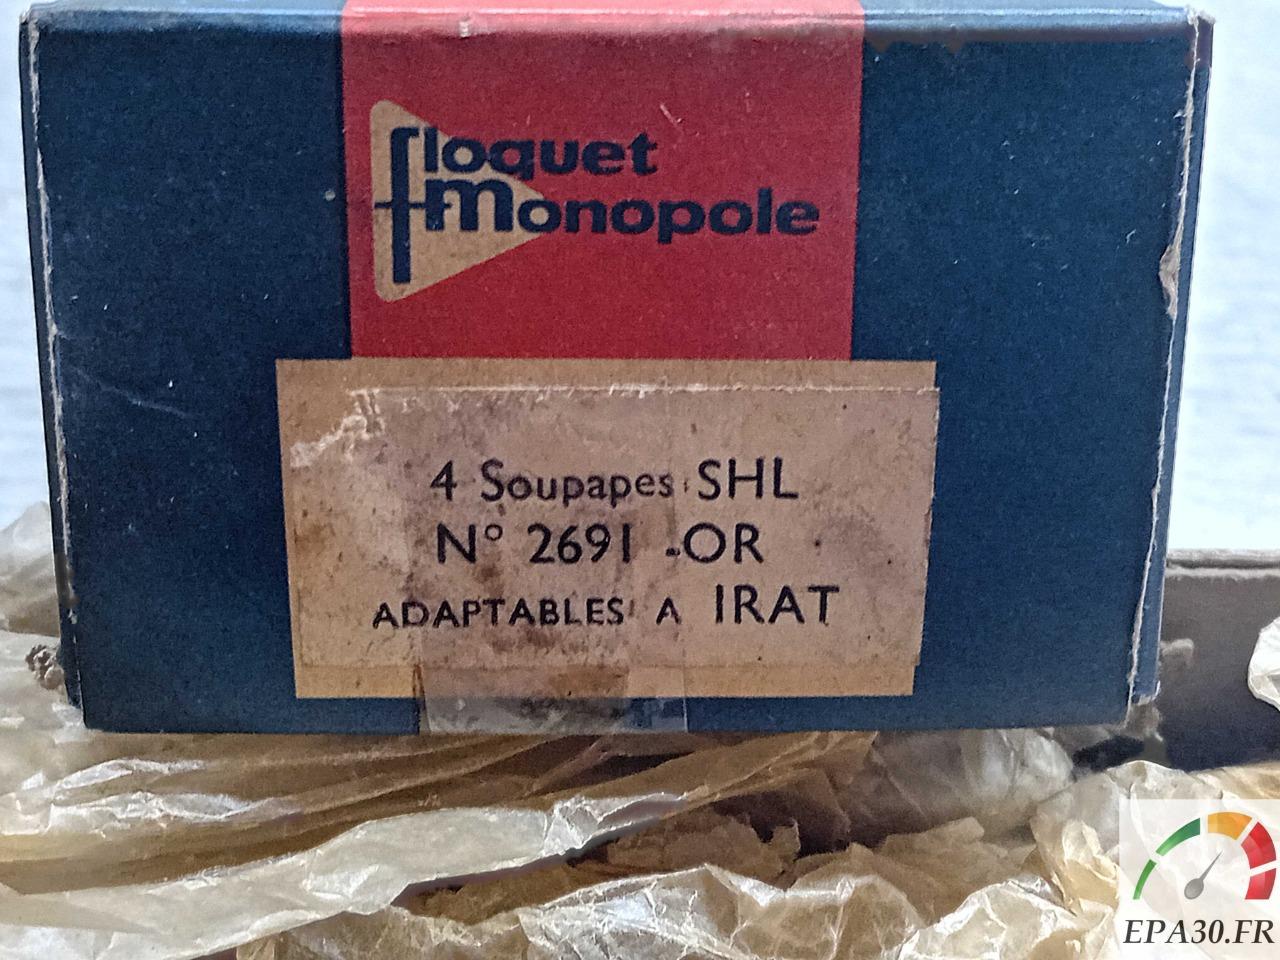 floquet
Monopole
4 Soupapes SHL
N° 2691 -OR
ADAPTABLES A IRAT
EPA30.FR